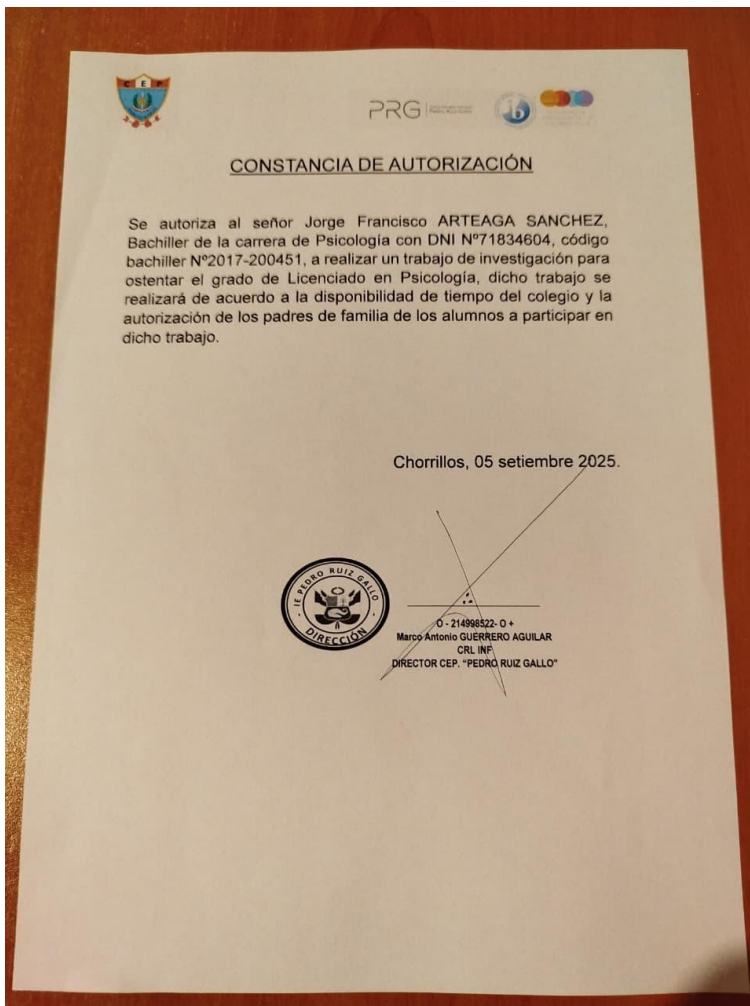 C E P
PRG
CONSTANCIA DE AUTORIZACIÓN
Se autoriza al señor Jorge Francisco ARTEAGA SANCHEZ,
Bachiller de la carrera de Psicología con DNI Nº71834604, código
bachiller Nº2017-200451, a realizar un trabajo de investigación para
ostentar el grado de Licenciado en Psicología, dicho trabajo se
realizará de acuerdo a la disponibilidad de tiempo del colegio y la
autorización de los padres de familia de los alumnos a participar en
dicho trabajo.
Chorrillos, 05 setiembre 2025.
IE PEDRO RUIZ GALLO
DIRECCIÓN
O - 214998522- O +
Marco Antonio GUERRERO AGUILAR
CRL INF
DIRECTOR CEP. "PEDRO RUIZ GALLO"